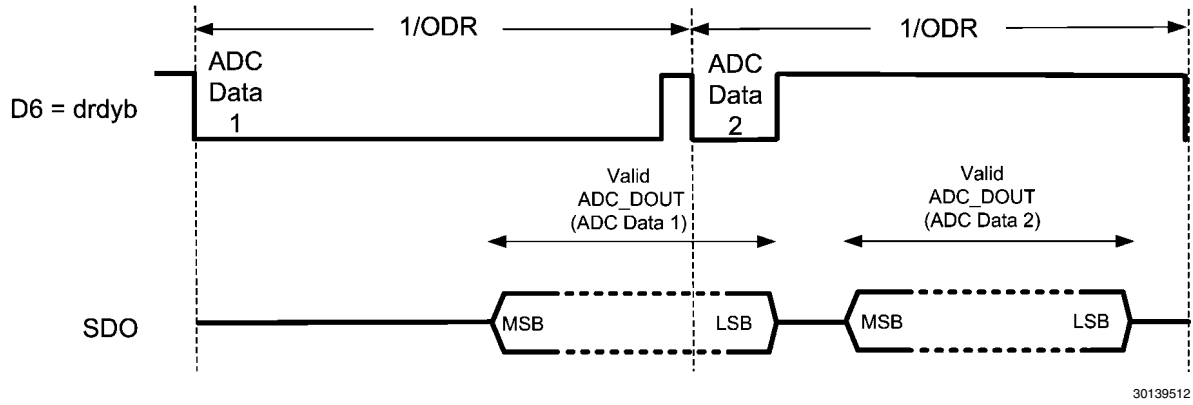 1/ODR
1/ODR
ADC
Data
1
ADC
Data
2
D6 = drdyb
Valid
ADC_DOUT
(ADC Data 1)
Valid
ADC_DOUT
(ADC Data 2)
SDO
MSB
LSB
MSB
LSB
30139512